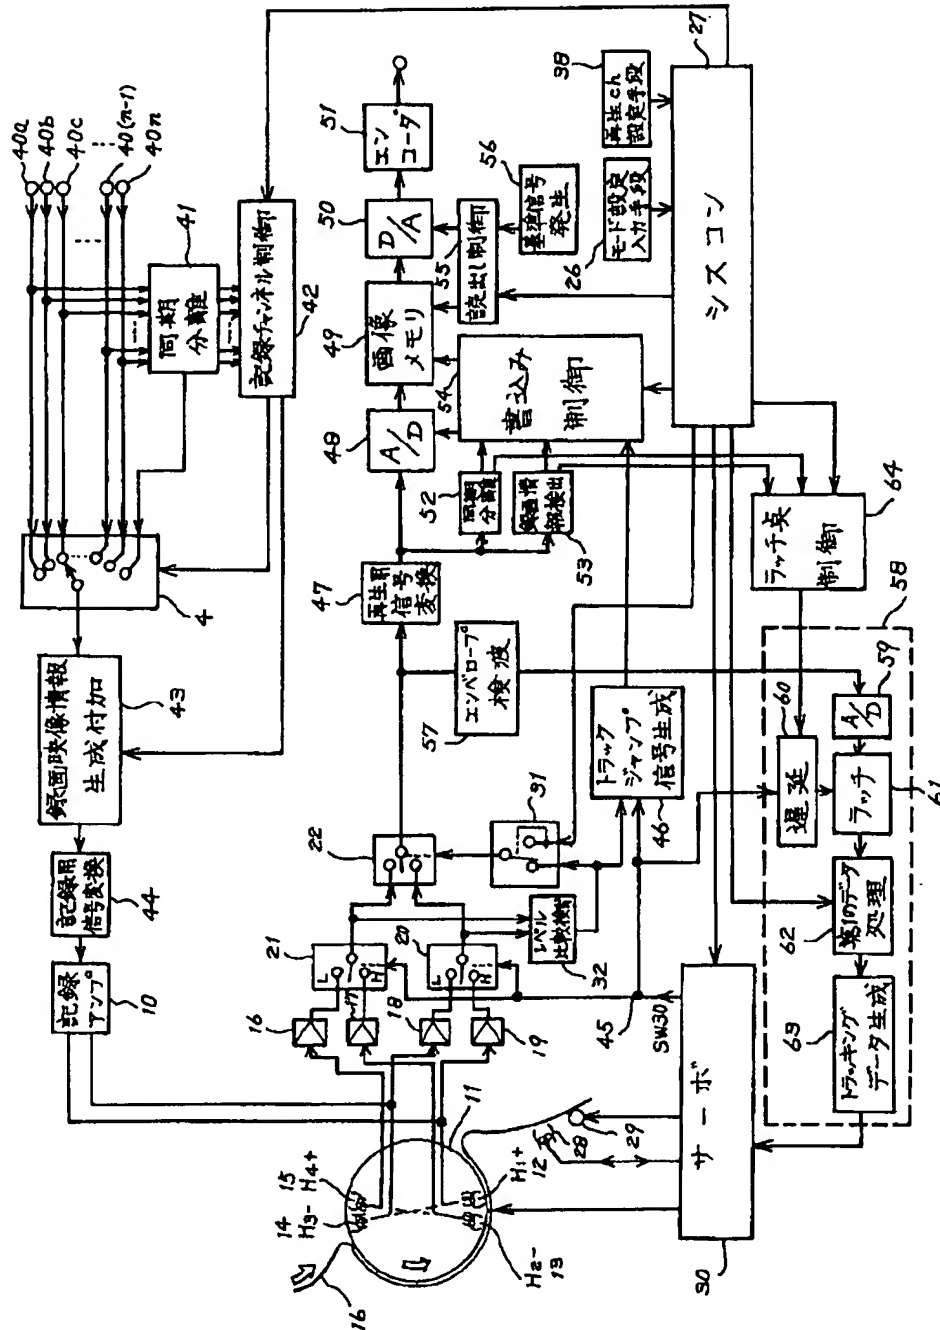 40a
40b
40c
40(n-1)
40n
41
同期
分離
記録チャンネル制御
42
4
録画映像情報
生成付加
43
記録用
信号変換
44
記録
アンプ
10
エン
コーダ
51
D/A
50
画像
メモリ
49
A/D
48
読出し制御
55
基準信号
発生
56
再生ch
設定手段
38
モード設定
入力手段
26
27
シスコン
書込み
制御
54
同期
分離
52
録画情
報検出
53
再生用
信号
変換
47
エンベロープ
検波
57
トラック
ジャンプ
信号生成
46
ラッチ点
制御
64
58
A/D
59
遅延
60
ラッチ
61
第1のデータ
処理
62
トラッキング
データ生成
63
22
31
レベル
比較検出
32
21
L
H
20
L
H
16
17
18
19
45
SW30
サーボ
30
11
15
H4+
14
H3-
H1+
12
H2-
13
28
29
16